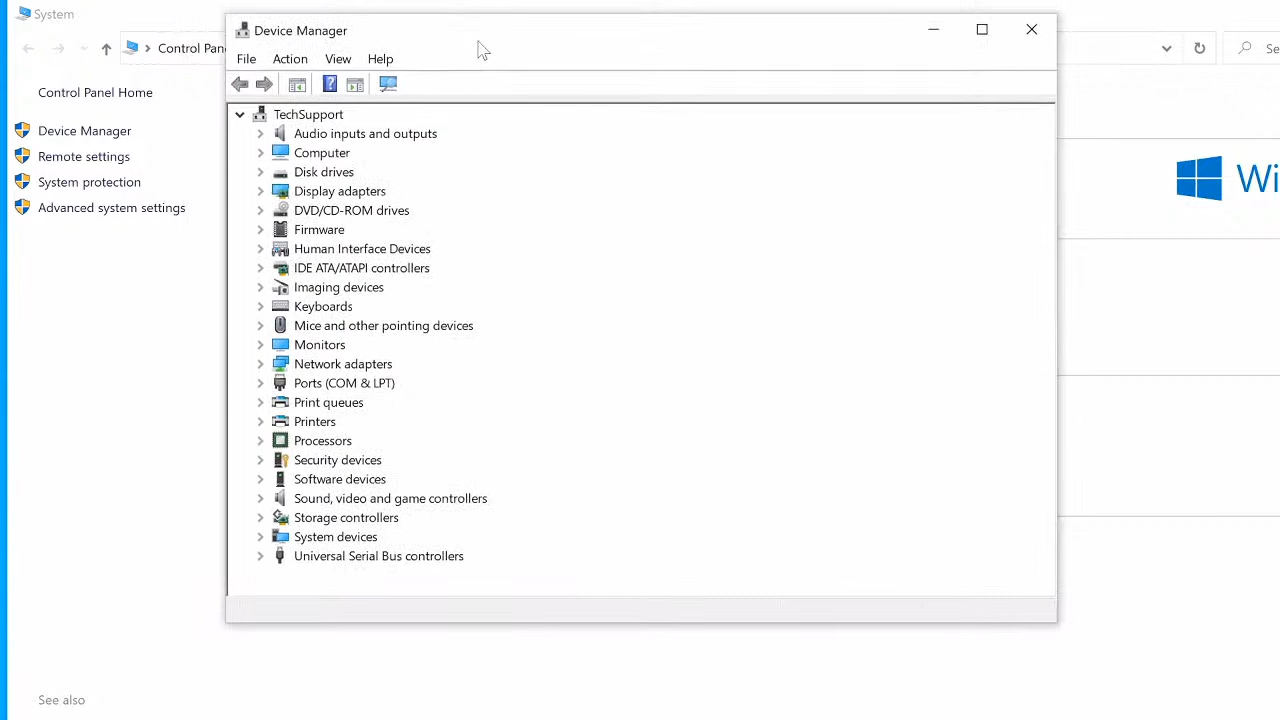 System
Control Pan
Se
Control Panel Home
Device Manager
Remote settings
System protection
Advanced system settings
See also
Device Manager
File Action View Help
TechSupport
Audio inputs and outputs
Computer
Disk drives
Display adapters
DVD/CD-ROM drives
Firmware
Human Interface Devices
IDE ATA/ATAPI controllers
Imaging devices
Keyboards
Mice and other pointing devices
Monitors
Network adapters
Ports (COM & LPT)
Print queues
Printers
Processors
Security devices
Software devices
Sound, video and game controllers
Storage controllers
System devices
Universal Serial Bus controllers
Wi